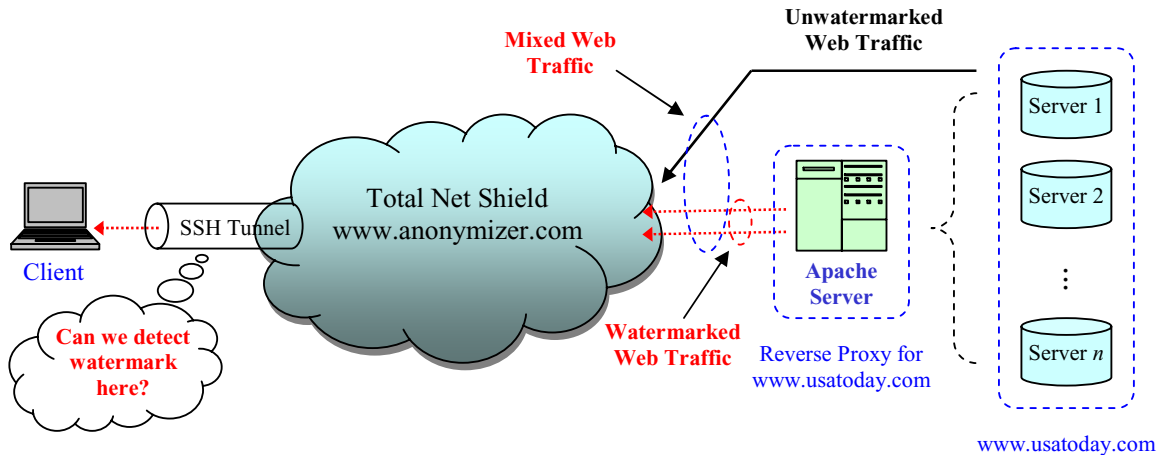 Unwatermarked
Web Traffic
Mixed Web
Traffic
Server 1
Server 2
⋮
Server n
Total Net Shield
www.anonymizer.com
SSH Tunnel
Client
Can we detect
watermark
here?
Apache
Server
Watermarked
Web Traffic
Reverse Proxy for
www.usatoday.com
www.usatoday.com